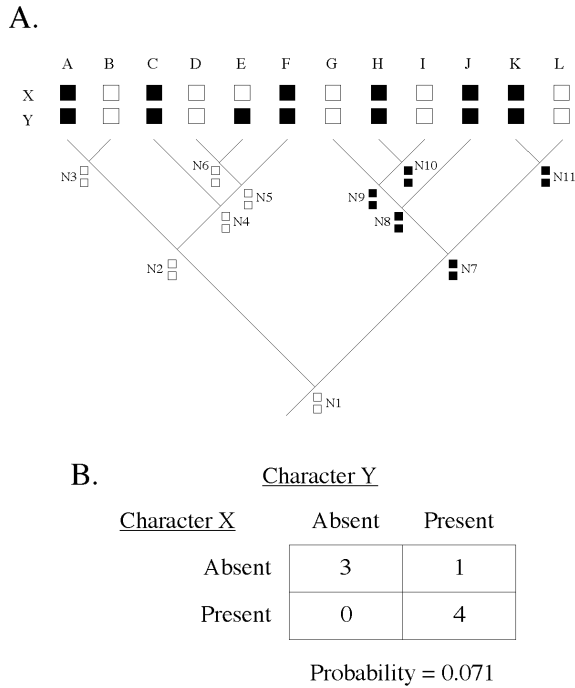 A.
A B C D E F G H I J K L
X
Y
N3 N6 N10 N11
N5 N9
N4 N8
N2 N7
N1
B.
Character Y
Character X Absent Present
Absent 3 1
Present 0 4
Probability = 0.071